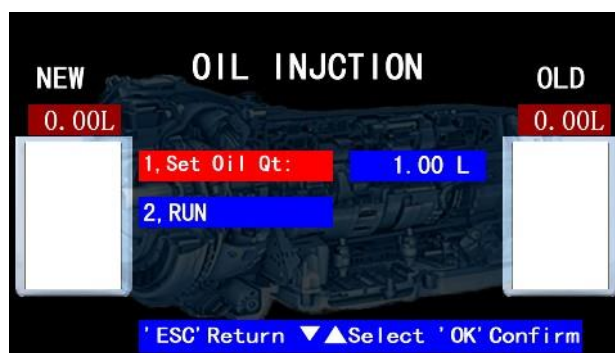 OIL INJCTION
NEW
OLD
0.00L
0.00L
1,Set Oil Qt: 1.00 L
2,RUN
'ESC'Return ▼▲Select 'OK'Confirm